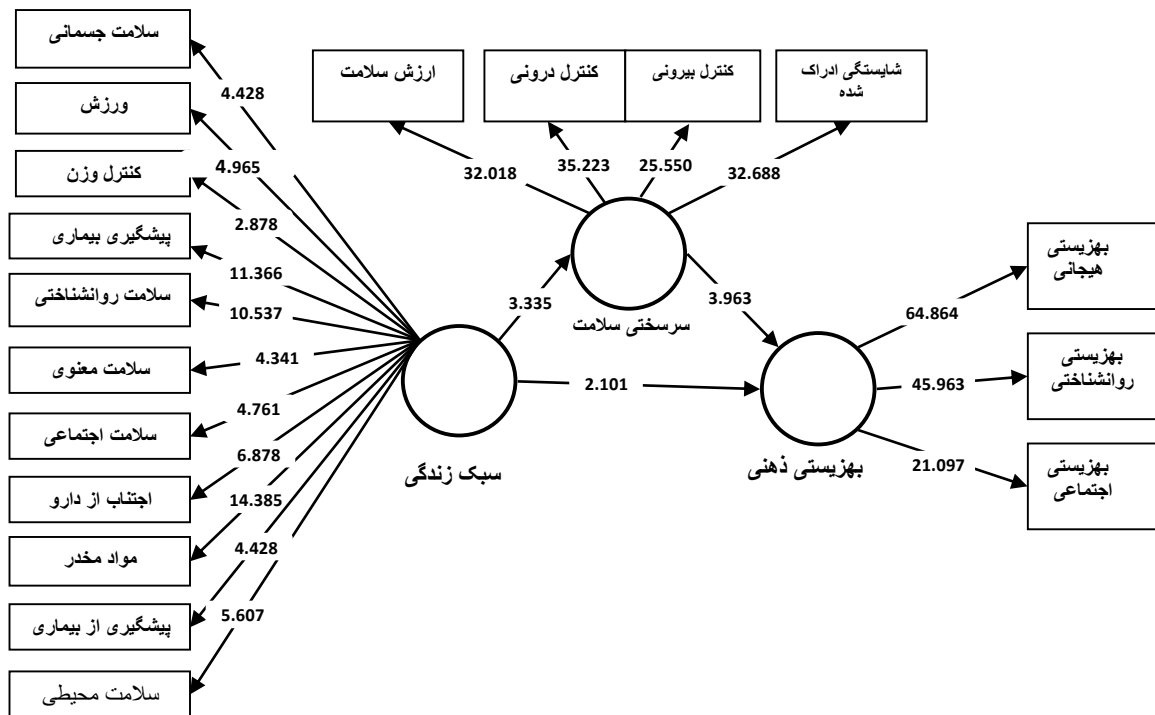 سلامت جسمانی
ورزش
کنترل وزن
پیشگیری بیماری
سلامت روانشناختی
سلامت معنوی
سلامت اجتماعی
اجتناب از دارو
مواد مخدر
پیشگیری از بیماری
سلامت محیطی
4.428
4.965
2.878
11.366
10.537
4.341
4.761
6.878
14.385
4.428
5.607
سبک زندگی
ارزش سلامت
کنترل درونی
کنترل بیرونی
شایستگی ادراک
شده
32.018
35.223
25.550
32.688
سرسختی سلامت
3.335
3.963
2.101
بهزیستی ذهنی
64.864
45.963
21.097
بهزیستی
هیجانی
بهزیستی
روانشناختی
بهزیستی
اجتماعی